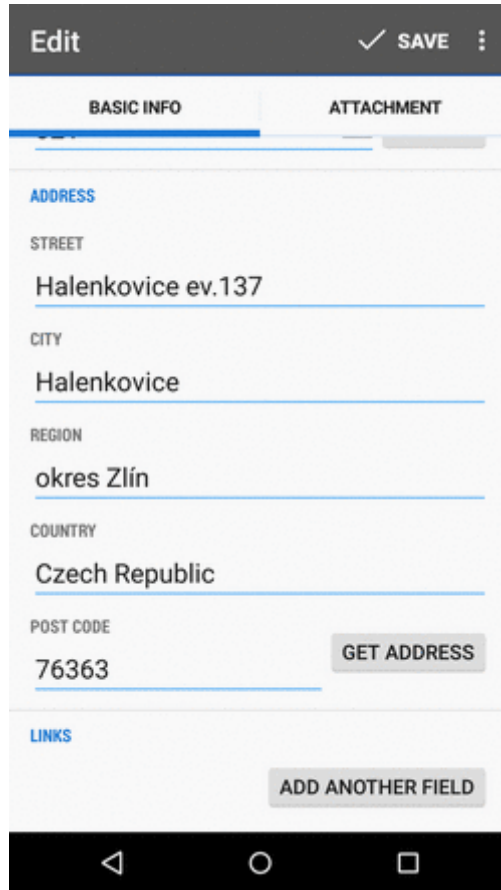 Edit
SAVE
BASIC INFO
ATTACHMENT
ADDRESS
STREET
Halenkovice ev.137
CITY
Halenkovice
REGION
okres Zlín
COUNTRY
Czech Republic
POST CODE
76363
GET ADDRESS
LINKS
ADD ANOTHER FIELD